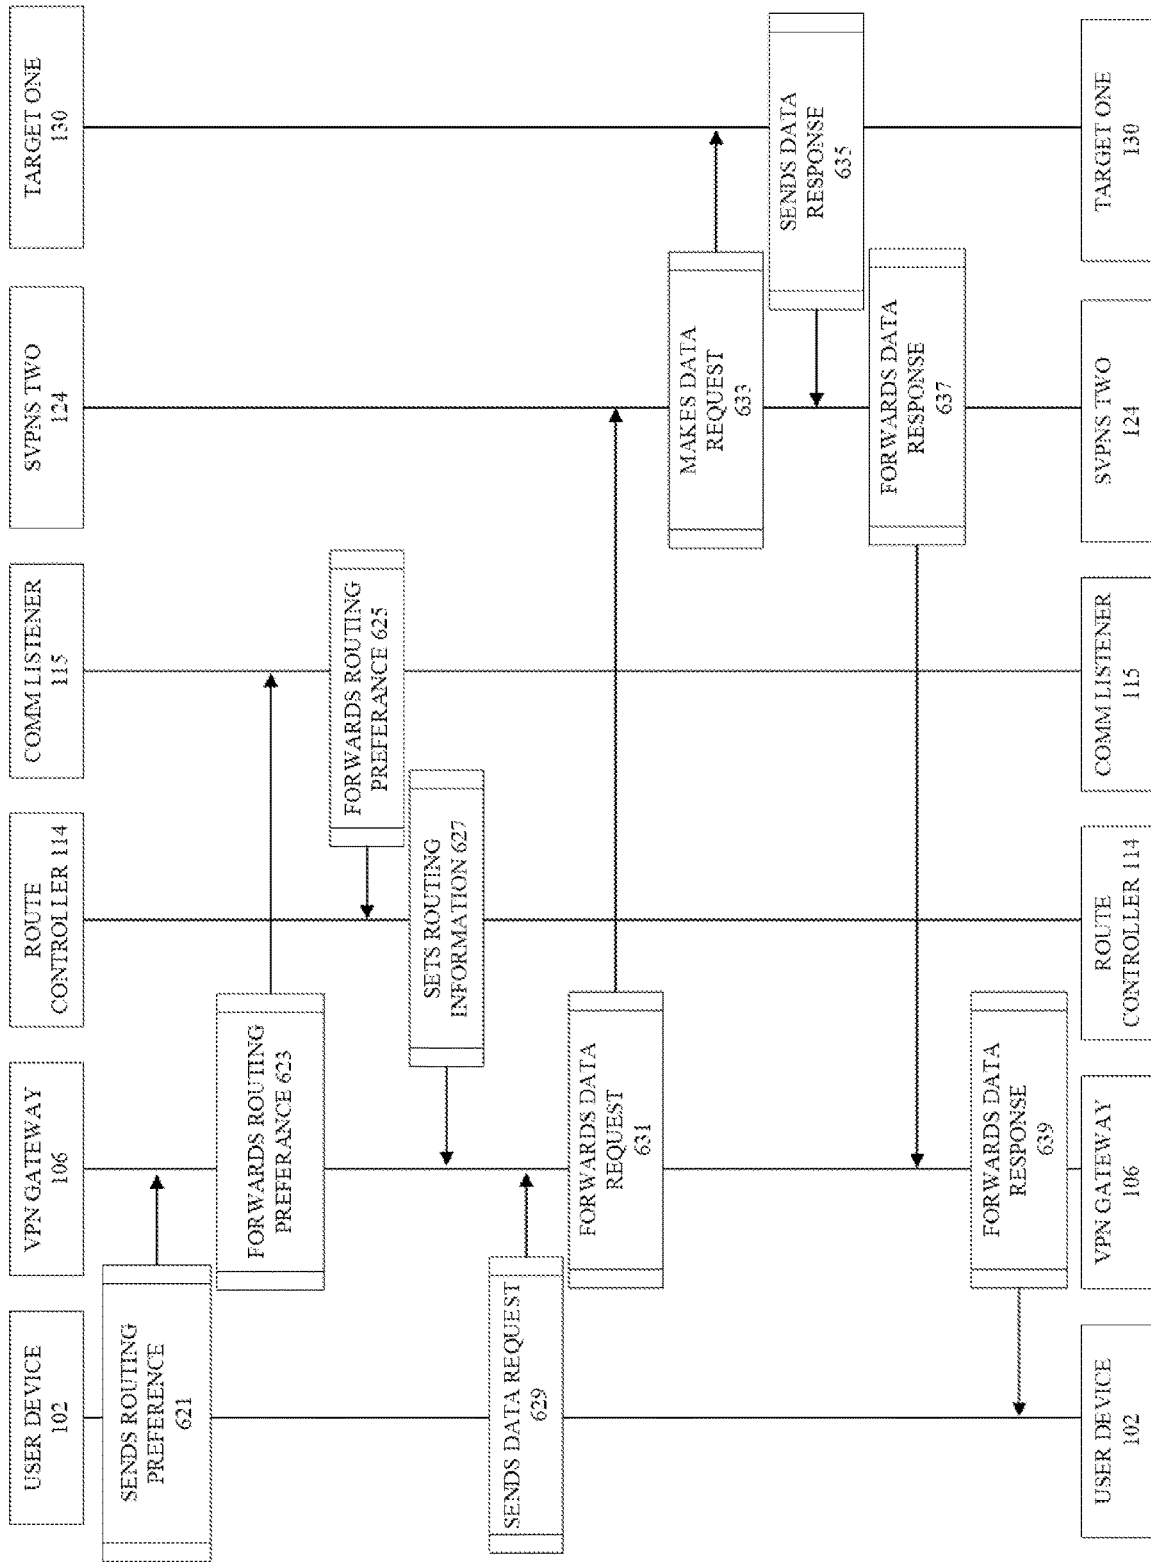 USER DEVICE
102
VPN GATEWAY
106
ROUTE
CONTROLLER 114
COMM LISTENER
115
SVPNS TWO
124
TARGET ONE
130
SENDS ROUTING
PREFERENCE
621
FORWARDS ROUTING
PREFERANCE 623
FORWARDS ROUTING
PREFERANCE 625
SETS ROUTING
INFORMATION 627
SENDS DATA REQUEST
629
FORWARDS DATA
REQUEST
631
MAKES DATA
REQUEST
633
SENDS DATA
RESPONSE
635
FORWARDS DATA
RESPONSE
637
FORWARDS DATA
RESPONSE
639
USER DEVICE
102
VPN GATEWAY
106
ROUTE
CONTROLLER 114
COMM LISTENER
115
SVPNS TWO
124
TARGET ONE
130